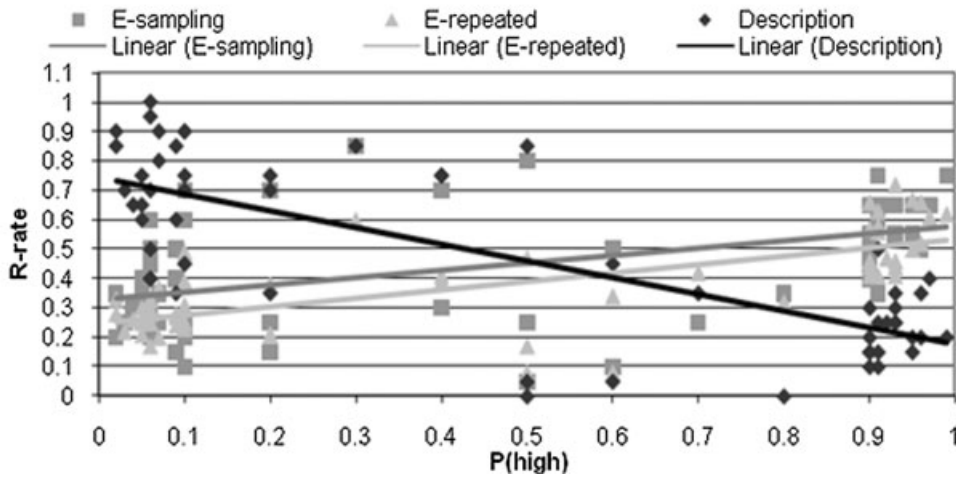 E-sampling E-repeated Description
Linear (E-sampling) Linear (E-repeated) Linear (Description)
1.1
1
0.9
0.8
0.7
0.6
0.5
0.4
0.3
0.2
0.1
0
R-rate
0 0.1 0.2 0.3 0.4 0.5 0.6 0.7 0.8 0.9 1
P(high)